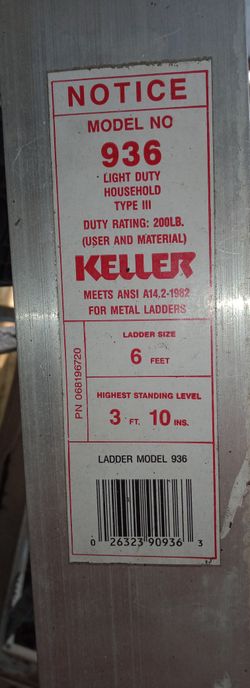 NOTICE
MODEL NO
936
LIGHT DUTY
HOUSEHOLD
TYPE III
DUTY RATING: 200LB.
(USER AND MATERIAL)
KELLER
MEETS ANSI A14.2-1982
FOR METAL LADDERS
PN 068196720
LADDER SIZE
6 FEET
HIGHEST STANDING LEVEL
3 FT. 10 INS.
LADDER MODEL 936
0 26323 90936 3